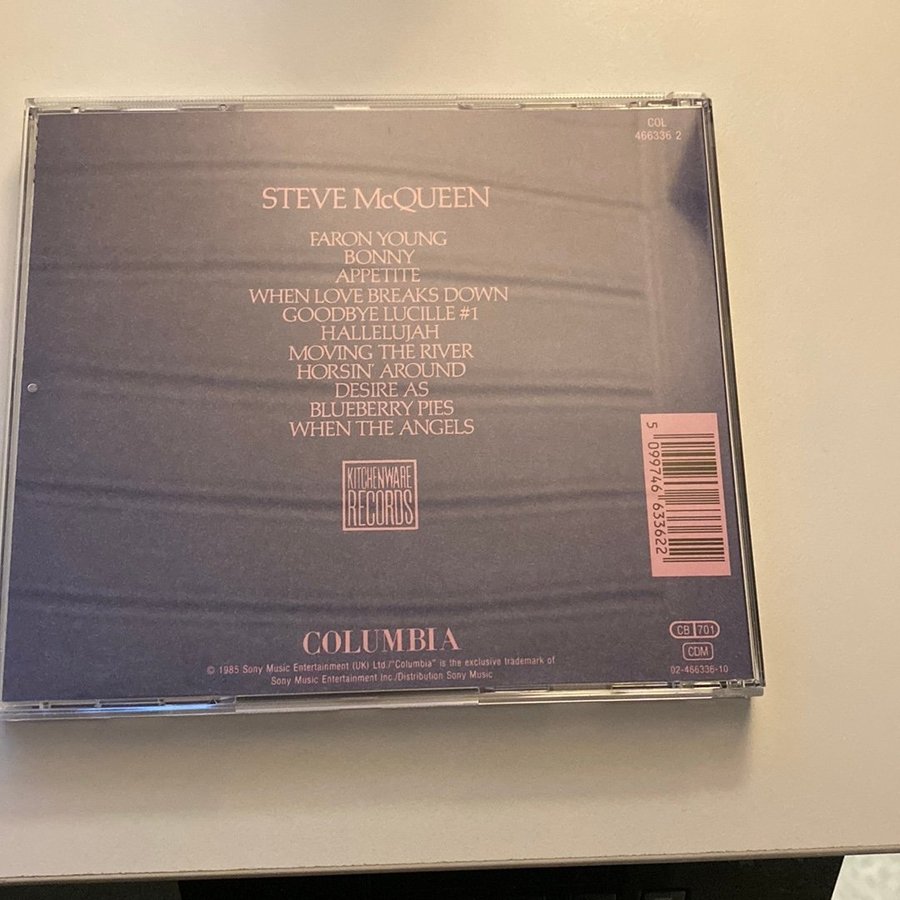 COL
466336 2
STEVE McQUEEN
FARON YOUNG
BONNY
APPETITE
WHEN LOVE BREAKS DOWN
GOODBYE LUCILLE #1
HALLELUJAH
MOVING THE RIVER
HORSIN' AROUND
DESIRE AS
BLUEBERRY PIES
WHEN THE ANGELS
KITCHENWARE
RECORDS
5 099746 633622
COLUMBIA
© 1985 Sony Music Entertainment (UK) Ltd./"Columbia" is the exclusive trademark of
Sony Music Entertainment Inc./Distribution Sony Music
CB 701
CDM
02-466336-10